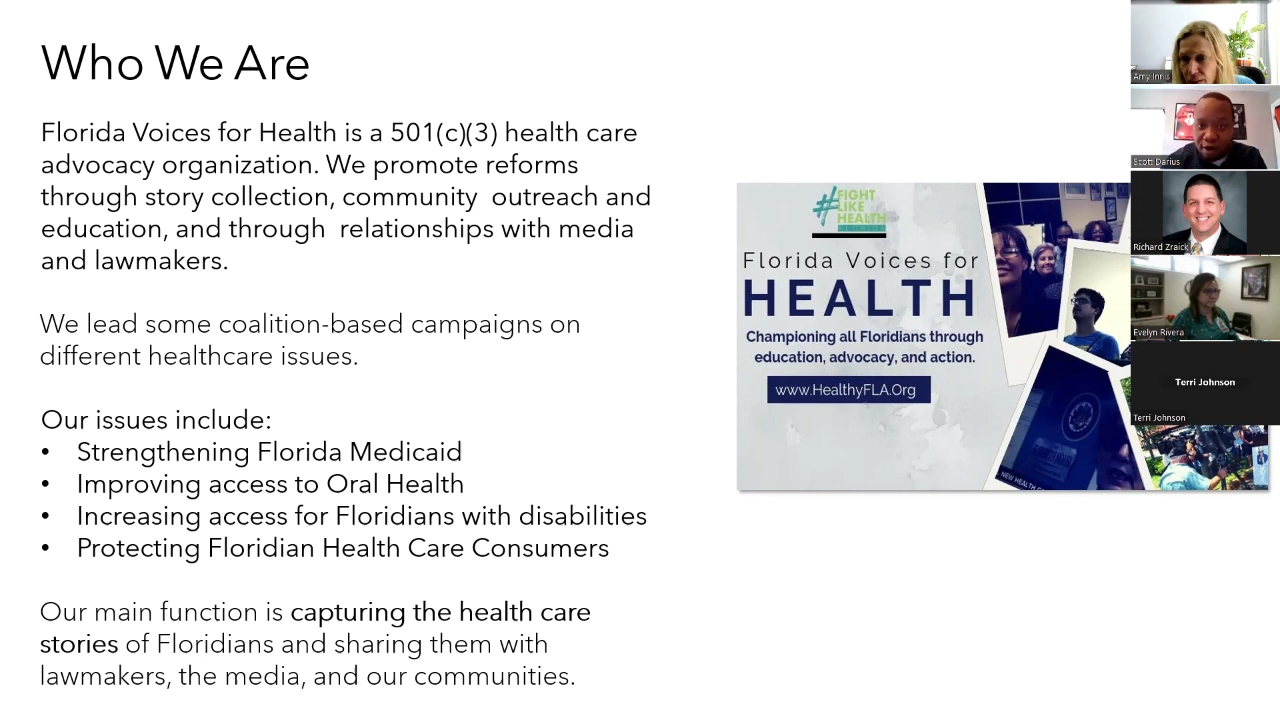 Who We Are
Florida Voices for Health is a 501(c)(3) health care
advocacy organization. We promote reforms
through story collection, community  outreach and
education, and through  relationships with media
and lawmakers.
We lead some coalition-based campaigns on
different healthcare issues.
Our issues include:
• Strengthening Florida Medicaid
• Improving access to Oral Health
• Increasing access for Floridians with disabilities
• Protecting Floridian Health Care Consumers
Our main function is capturing the health care
stories of Floridians and sharing them with
lawmakers, the media, and our communities.
#FIGHT
LIKE
HEALTH
Florida Voices for
HEALTH
Championing all Floridians through
education, advocacy, and action.
www.HealthyFLA.Org
NEW HEALTH
Amy Innis
Scott Darius
Richard Zraick
Evelyn Rivera
Terri Johnson
Terri Johnson